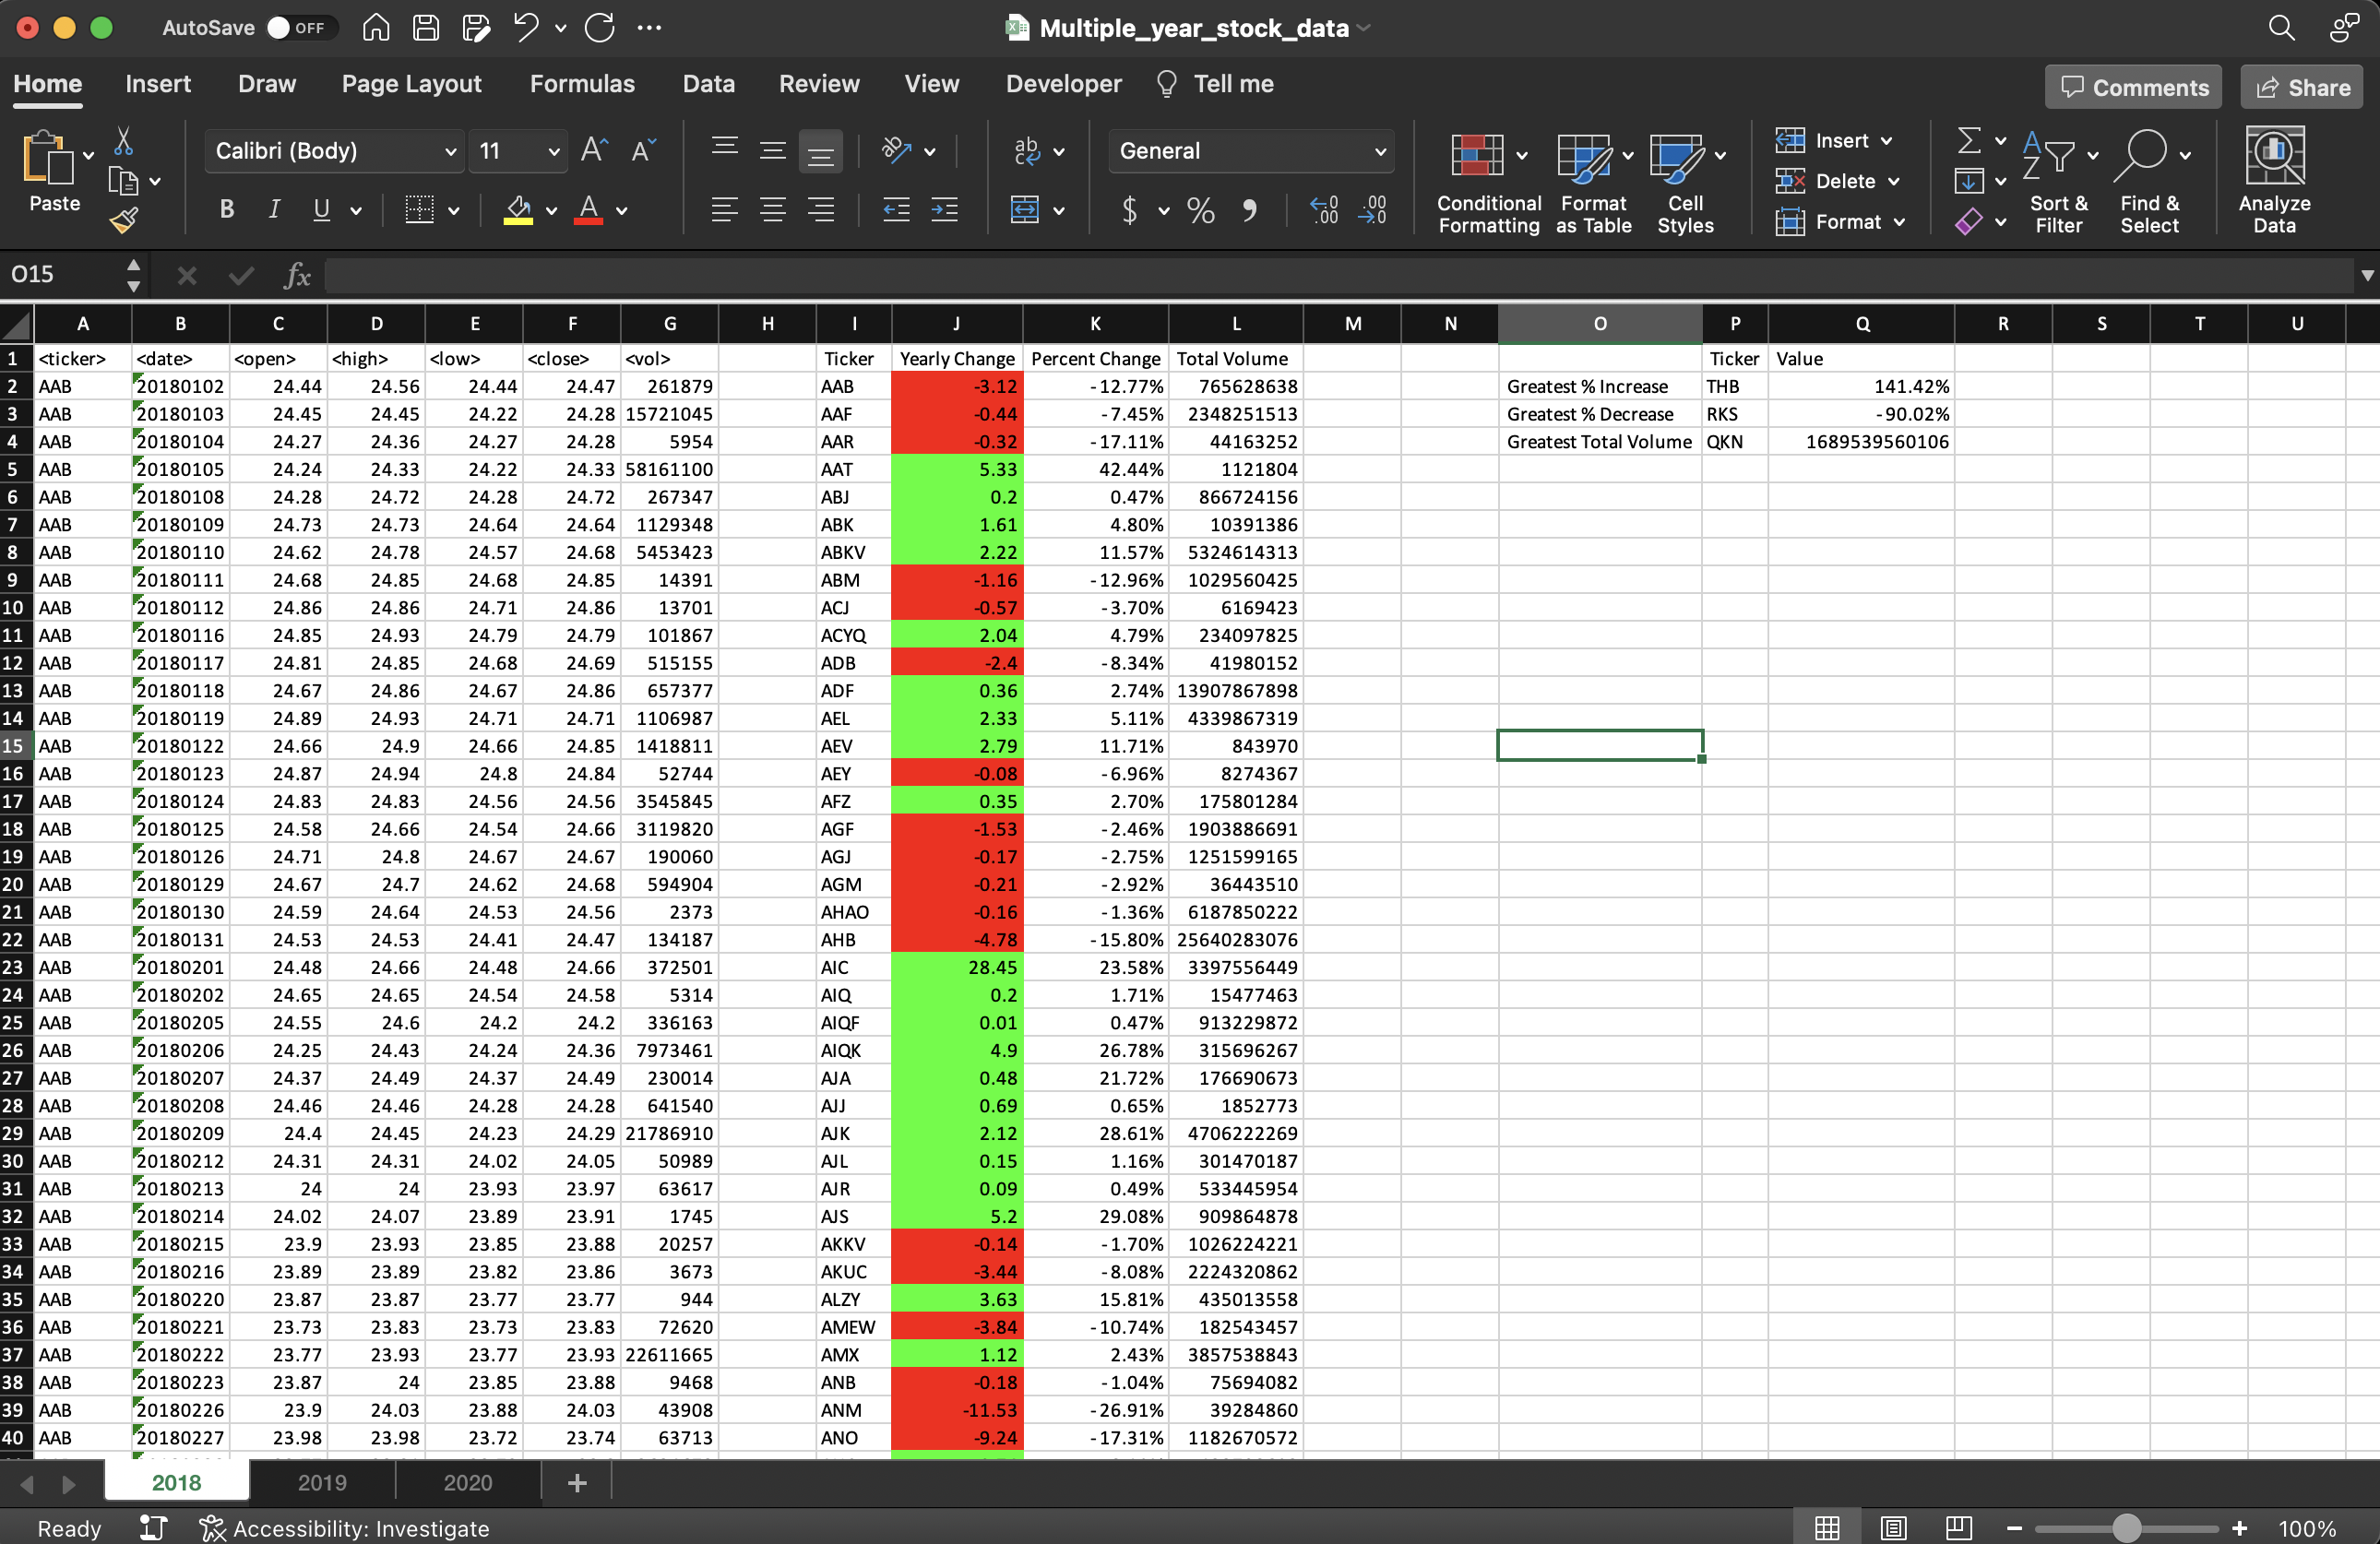 AutoSave OFF Multiple_year_stock_data
Home Insert Draw Page Layout Formulas Data Review View Developer Tell me Comments Share
Paste Calibri (Body) 11 General Conditional Formatting Format as Table Cell Styles Insert Delete Format Sort & Filter Find & Select Analyze Data
O15 fx
A B C D E F G H I J K L M N O P Q R S T U
1 <ticker> <date> <open> <high> <low> <close> <vol> Ticker Yearly Change Percent Change Total Volume Ticker Value
2 AAB 20180102 24.44 24.56 24.44 24.47 261879 AAB -3.12 -12.77% 765628638 Greatest % Increase THB 141.42%
3 AAB 20180103 24.45 24.45 24.22 24.28 15721045 AAF -0.44 -7.45% 2348251513 Greatest % Decrease RKS -90.02%
4 AAB 20180104 24.27 24.36 24.27 24.28 5954 AAR -0.32 -17.11% 44163252 Greatest Total Volume QKN 1689539560106
5 AAB 20180105 24.24 24.33 24.22 24.33 58161100 AAT 5.33 42.44% 1121804
6 AAB 20180108 24.28 24.72 24.28 24.72 267347 ABJ 0.2 0.47% 866724156
7 AAB 20180109 24.73 24.73 24.64 24.64 1129348 ABK 1.61 4.80% 10391386
8 AAB 20180110 24.62 24.78 24.57 24.68 5453423 ABKV 2.22 11.57% 5324614313
9 AAB 20180111 24.68 24.85 24.68 24.85 14391 ABM -1.16 -12.96% 1029560425
10 AAB 20180112 24.86 24.86 24.71 24.86 13701 ACJ -0.57 -3.70% 6169423
11 AAB 20180116 24.85 24.93 24.79 24.79 101867 ACYQ 2.04 4.79% 234097825
12 AAB 20180117 24.81 24.85 24.68 24.69 515155 ADB -2.4 -8.34% 41980152
13 AAB 20180118 24.67 24.86 24.67 24.86 657377 ADF 0.36 2.74% 13907867898
14 AAB 20180119 24.89 24.93 24.71 24.71 1106987 AEL 2.33 5.11% 4339867319
15 AAB 20180122 24.66 24.9 24.66 24.85 1418811 AEV 2.79 11.71% 843970
16 AAB 20180123 24.87 24.94 24.8 24.84 52744 AEY -0.08 -6.96% 8274367
17 AAB 20180124 24.83 24.83 24.56 24.56 3545845 AFZ 0.35 2.70% 175801284
18 AAB 20180125 24.58 24.66 24.54 24.66 3119820 AGF -1.53 -2.46% 1903886691
19 AAB 20180126 24.71 24.8 24.67 24.67 190060 AGJ -0.17 -2.75% 1251599165
20 AAB 20180129 24.67 24.7 24.62 24.68 594904 AGM -0.21 -2.92% 36443510
21 AAB 20180130 24.59 24.64 24.53 24.56 2373 AHAO -0.16 -1.36% 6187850222
22 AAB 20180131 24.53 24.53 24.41 24.47 134187 AHB -4.78 -15.80% 25640283076
23 AAB 20180201 24.48 24.66 24.48 24.66 372501 AIC 28.45 23.58% 3397556449
24 AAB 20180202 24.65 24.65 24.54 24.58 5314 AIQ 0.2 1.71% 15477463
25 AAB 20180205 24.55 24.6 24.2 24.2 336163 AIQF 0.01 0.47% 913229872
26 AAB 20180206 24.25 24.43 24.24 24.36 7973461 AIQK 4.9 26.78% 315696267
27 AAB 20180207 24.37 24.49 24.37 24.49 230014 AJA 0.48 21.72% 176690673
28 AAB 20180208 24.46 24.46 24.28 24.28 641540 AJJ 0.69 0.65% 1852773
29 AAB 20180209 24.4 24.45 24.23 24.29 21786910 AJK 2.12 28.61% 4706222269
30 AAB 20180212 24.31 24.31 24.02 24.05 50989 AJL 0.15 1.16% 301470187
31 AAB 20180213 24 24 23.93 23.97 63617 AJR 0.09 0.49% 533445954
32 AAB 20180214 24.02 24.07 23.89 23.91 1745 AJS 5.2 29.08% 909864878
33 AAB 20180215 23.9 23.93 23.85 23.88 20257 AKKV -0.14 -1.70% 1026224221
34 AAB 20180216 23.89 23.89 23.82 23.86 3673 AKUC -3.44 -8.08% 2224320862
35 AAB 20180220 23.87 23.87 23.77 23.77 944 ALZY 3.63 15.81% 435013558
36 AAB 20180221 23.73 23.83 23.73 23.83 72620 AMEW -3.84 -10.74% 182543457
37 AAB 20180222 23.77 23.93 23.77 23.93 22611665 AMX 1.12 2.43% 3857538843
38 AAB 20180223 23.87 24 23.85 23.88 9468 ANB -0.18 -1.04% 75694082
39 AAB 20180226 23.9 24.03 23.88 24.03 43908 ANM -11.53 -26.91% 39284860
40 AAB 20180227 23.98 23.98 23.72 23.74 63713 ANO -9.24 -17.31% 1182670572
2018 2019 2020 +
Ready Accessibility: Investigate 100%